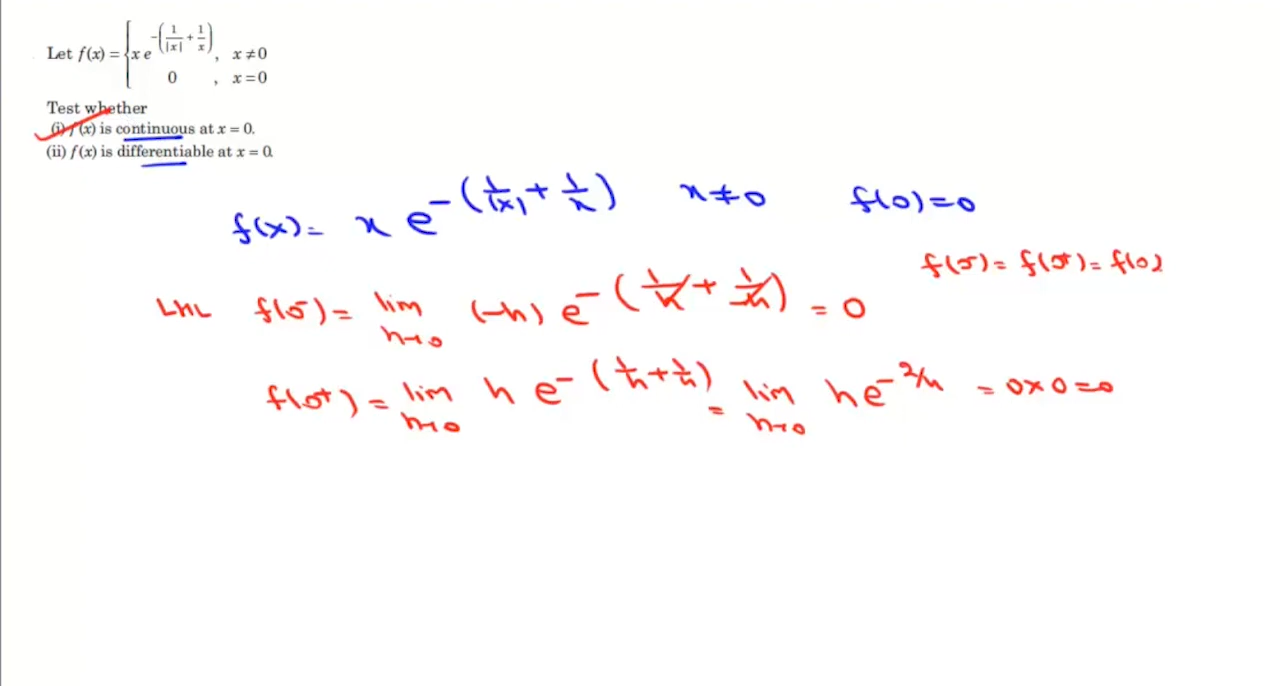 Let f(x) = { x e^{-(1/|x| + 1/x)}, x≠0
0 , x=0
Test whether
(i) f(x) is continuous at x = 0.
(ii) f(x) is differentiable at x = 0.
f(x) = x e^{-(1/|x| + 1/x)} x≠0 f(0)=0
f(0⁻) = f(0⁺) = f(0)
LHL f(0⁻) = lim_{h→0} (-h) e^{-(1/h + 1/-h)} = 0
f(0⁺) = lim_{h→0} h e^{-(1/h + 1/h)} = lim_{h→0} h e^{-2/h} = 0×0=0